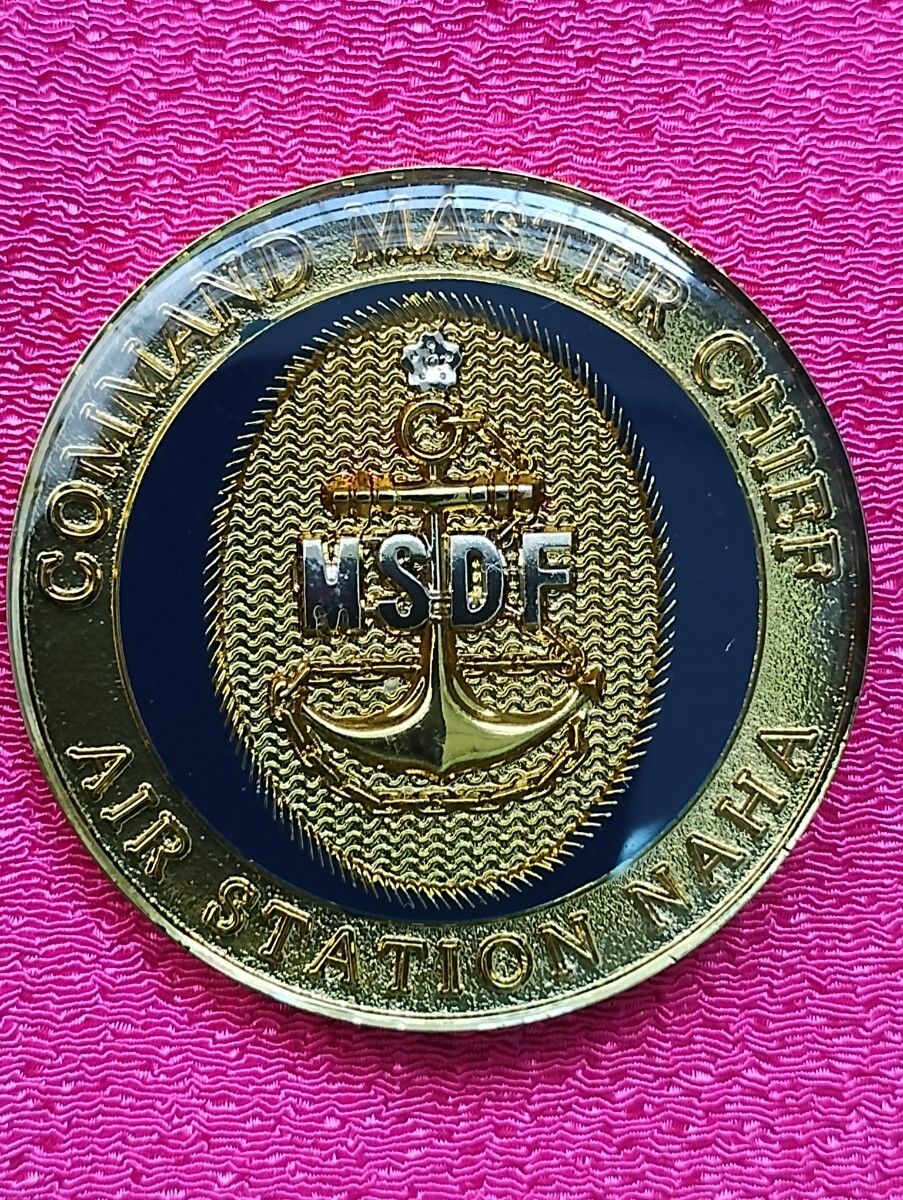 COMMAND MASTER CHIEF
MSDF
AIR STATION NAHA